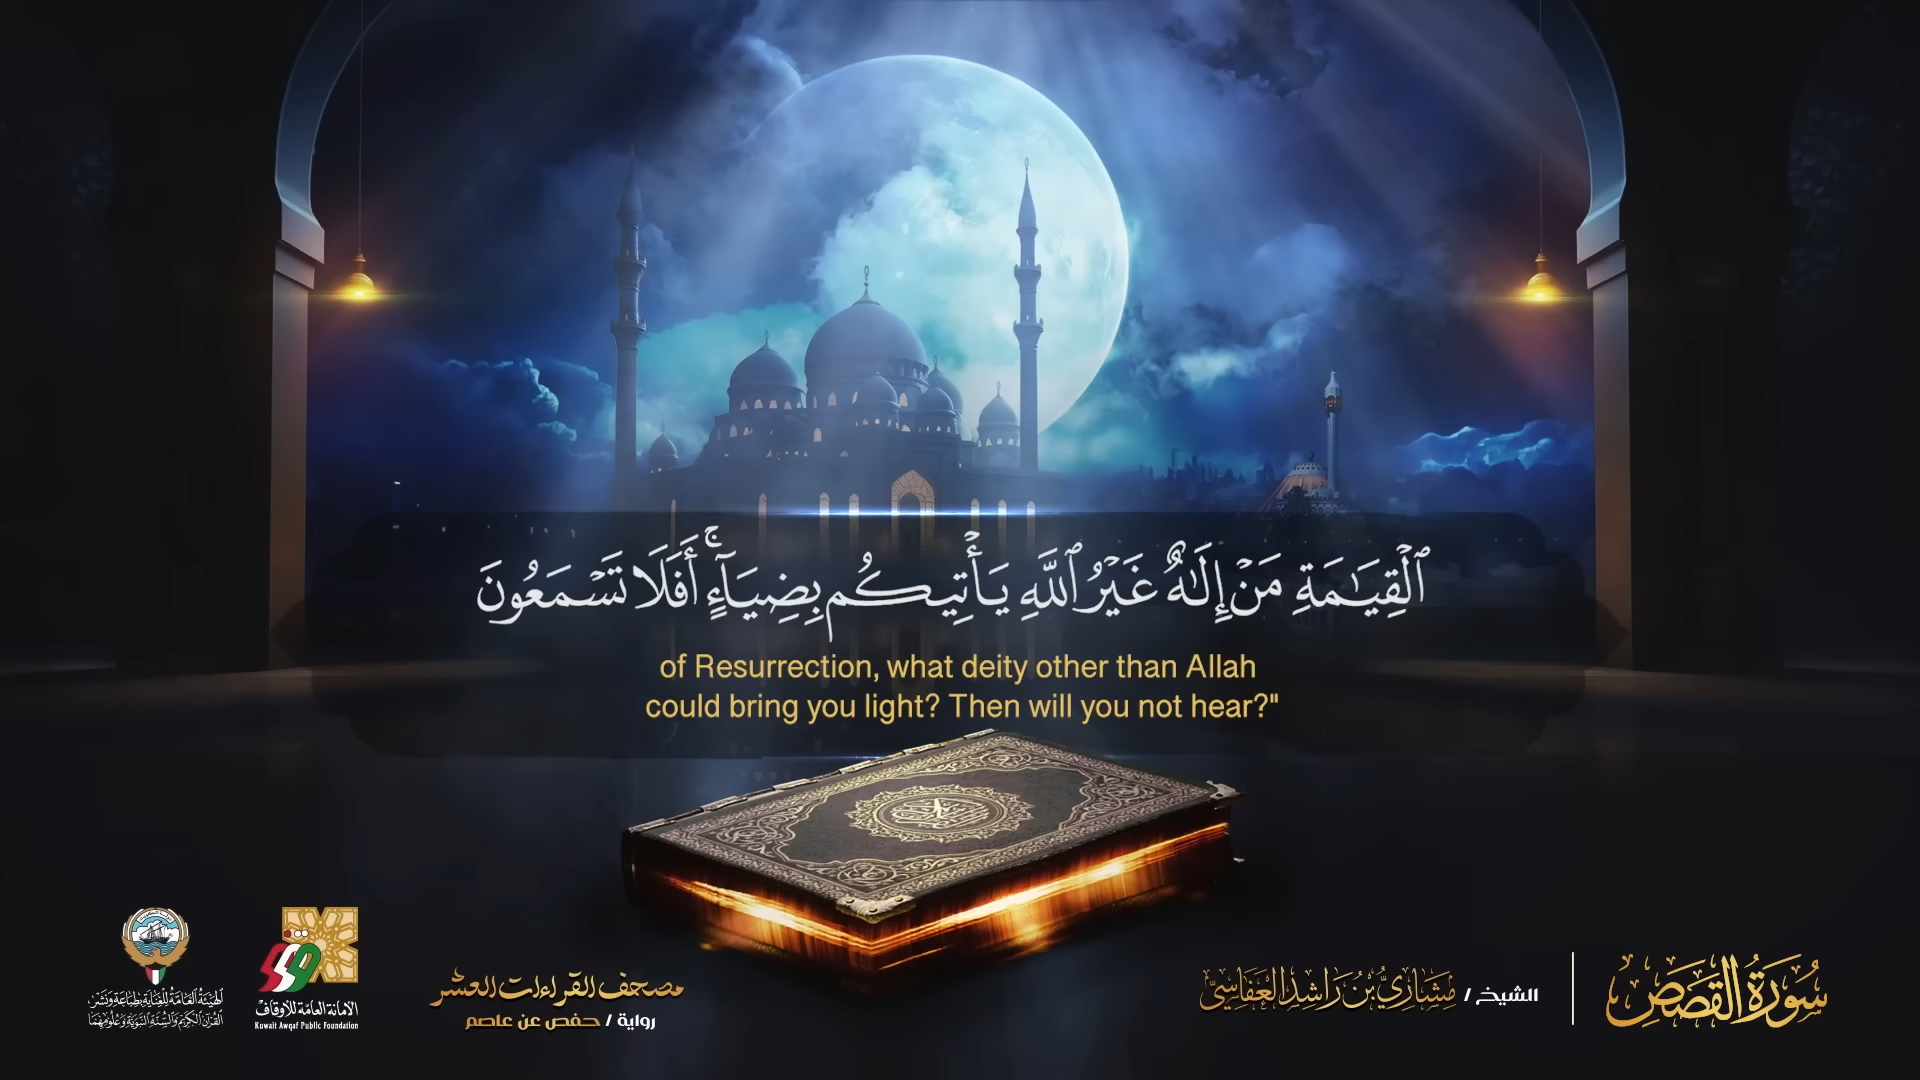 ٱلْقِيَـٰمَةِ مَنْ إِلَـٰهٌ غَيْرُ ٱللَّهِ يَأْتِيكُم بِضِيَآءٍ ۚ أَفَلَا تَسْمَعُونَ
of Resurrection, what deity other than Allah
could bring you light? Then will you not hear?"
الهيئة العامة للعناية بطباعة ونشر
القرآن الكريم والسنة النبوية وعلومهما
الأمانة العامة للأوقاف
Kuwait Awqaf Public Foundation
مصحف القراءات العشر
رواية / حفص عن عاصم
الشيخ / مشاري بن راشد العفاسي
سورة القصص